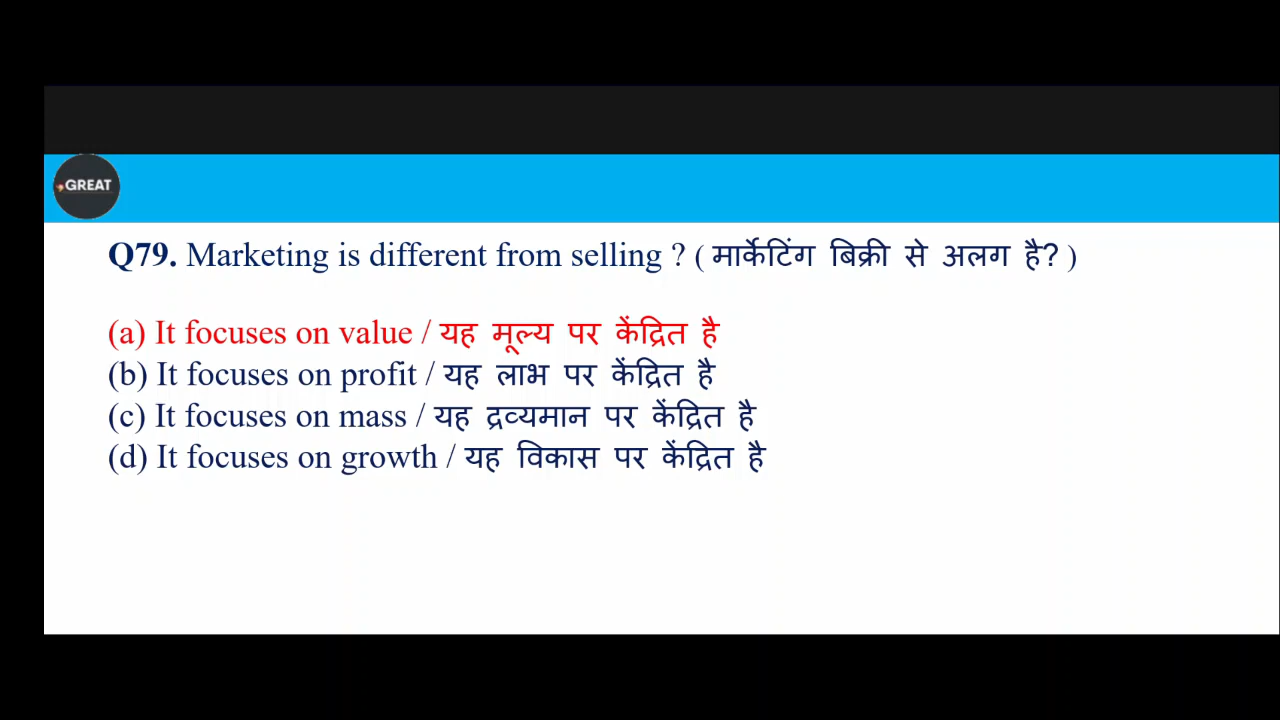 GREAT
Q79. Marketing is different from selling ? ( मार्केटिंग बिक्री से अलग है? )
(a) It focuses on value / यह मूल्य पर केंद्रित है
(b) It focuses on profit / यह लाभ पर केंद्रित है
(c) It focuses on mass / यह द्रव्यमान पर केंद्रित है
(d) It focuses on growth / यह विकास पर केंद्रित है